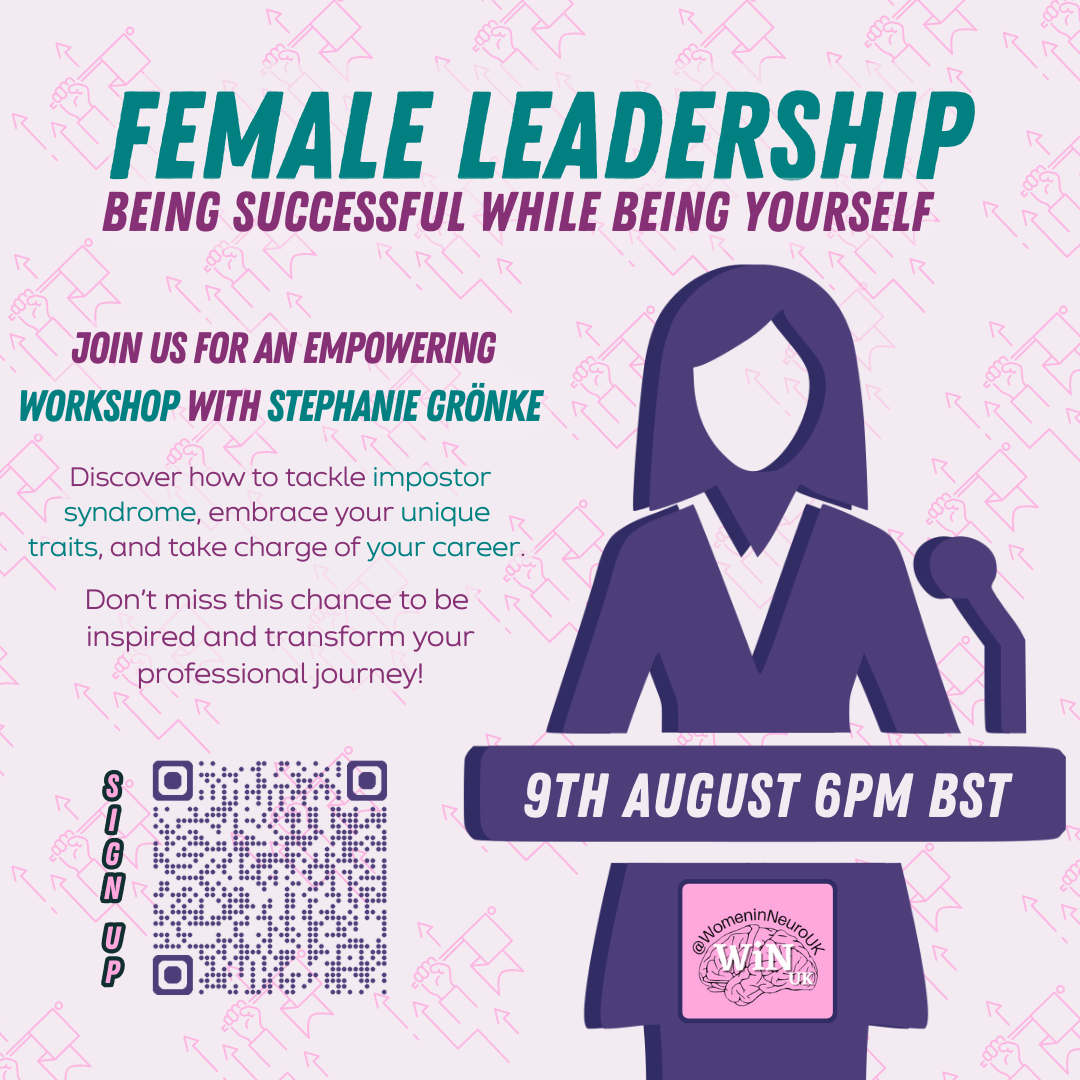 FEMALE LEADERSHIP
BEING SUCCESSFUL WHILE BEING YOURSELF
JOIN US FOR AN EMPOWERING
WORKSHOP WITH STEPHANIE GRÖNKE
Discover how to tackle impostor
syndrome, embrace your unique
traits, and take charge of your career.
Don't miss this chance to be
inspired and transform your
professional journey!
SIGN UP
9TH AUGUST 6PM BST
@WomeninNeuroUK
WiN
UK